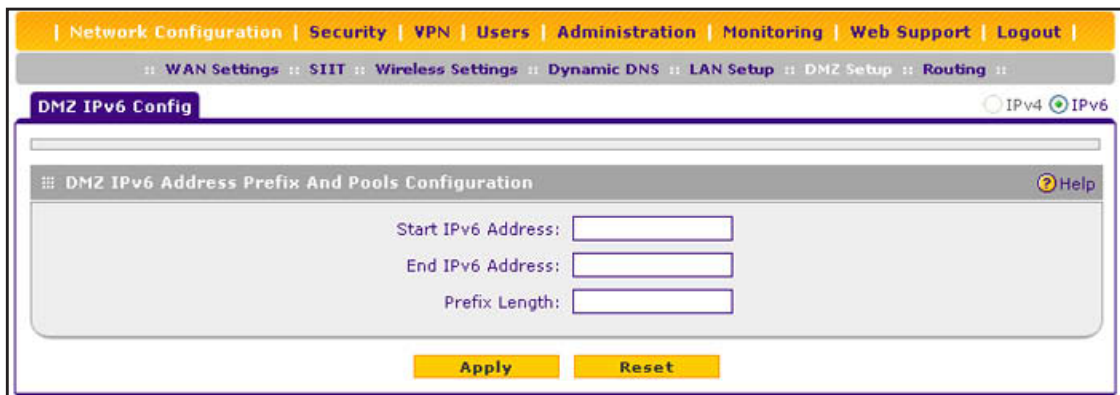 | Network Configuration | Security | VPN | Users | Administration | Monitoring | Web Support | Logout |
:: WAN Settings :: SIIT :: Wireless Settings :: Dynamic DNS :: LAN Setup :: DMZ Setup :: Routing ::
DMZ IPv6 Config IPv4 IPv6
DMZ IPv6 Address Prefix And Pools Configuration ? Help
Start IPv6 Address:
End IPv6 Address:
Prefix Length:
Apply Reset